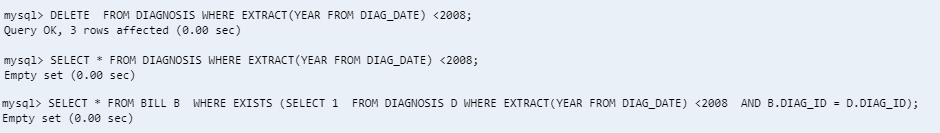 mysql> DELETE  FROM DIAGNOSIS WHERE EXTRACT(YEAR FROM DIAG_DATE) <2008;
Query OK, 3 rows affected (0.00 sec)
mysql> SELECT * FROM DIAGNOSIS WHERE EXTRACT(YEAR FROM DIAG_DATE) <2008;
Empty set (0.00 sec)
mysql> SELECT * FROM BILL B  WHERE EXISTS (SELECT 1  FROM DIAGNOSIS D WHERE EXTRACT(YEAR FROM DIAG_DATE) <2008  AND B.DIAG_ID = D.DIAG_ID);
Empty set (0.00 sec)